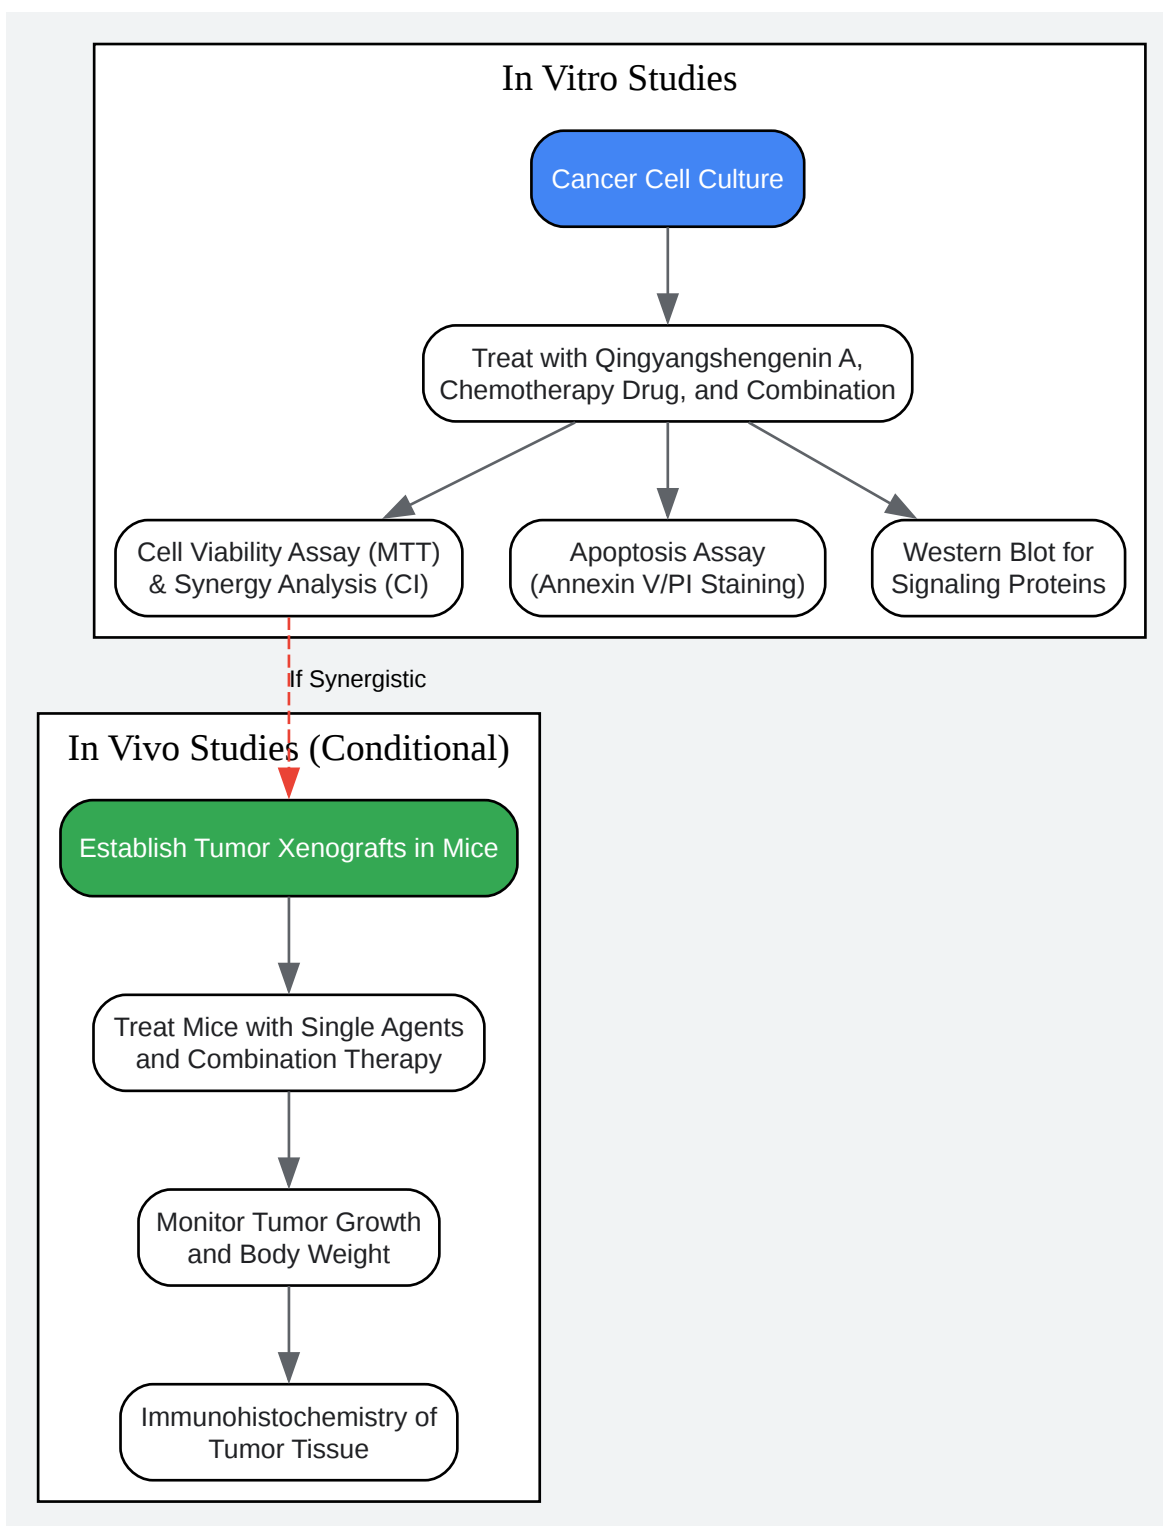 In Vitro Studies
Cancer Cell Culture
Treat with Qingyangshengenin A,
Chemotherapy Drug, and Combination
Cell Viability Assay (MTT)
& Synergy Analysis (CI)
Apoptosis Assay
(Annexin V/PI Staining)
Western Blot for
Signaling Proteins
If Synergistic
In Vivo Studies (Conditional)
Establish Tumor Xenografts in Mice
Treat Mice with Single Agents
and Combination Therapy
Monitor Tumor Growth
and Body Weight
Immunohistochemistry of
Tumor Tissue